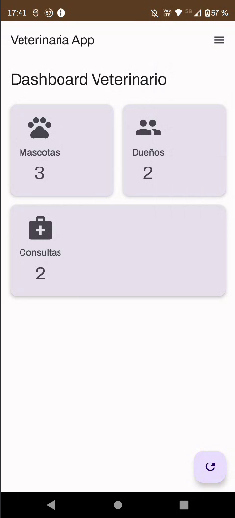 17:41 57 %
Veterinaria App
Dashboard Veterinario
Mascotas
3
Dueños
2
Consultas
2